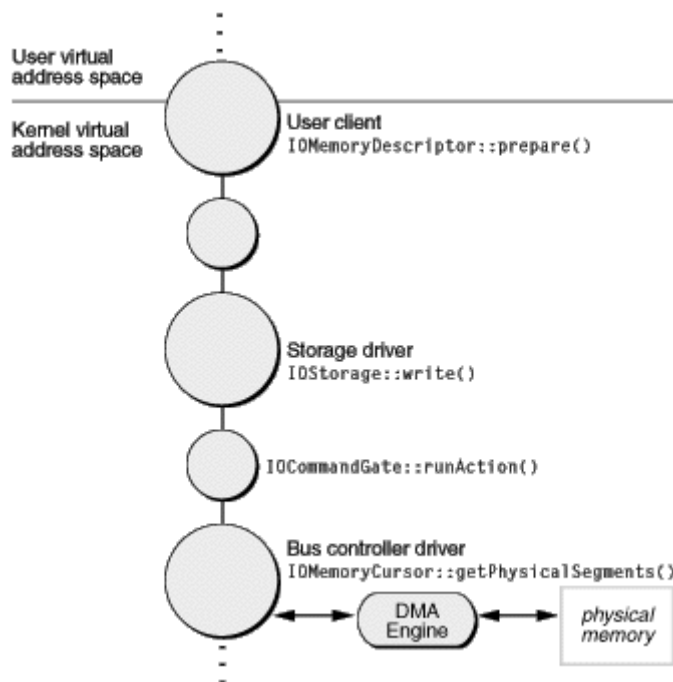 User virtual
address space
Kernel virtual
address space
User client
IOMemoryDescriptor::prepare()
Storage driver
IOStorage::write()
IOCommandGate::runAction()
Bus controller driver
IOMemoryCursor::getPhysicalSegments()
DMA
Engine
physical
memory